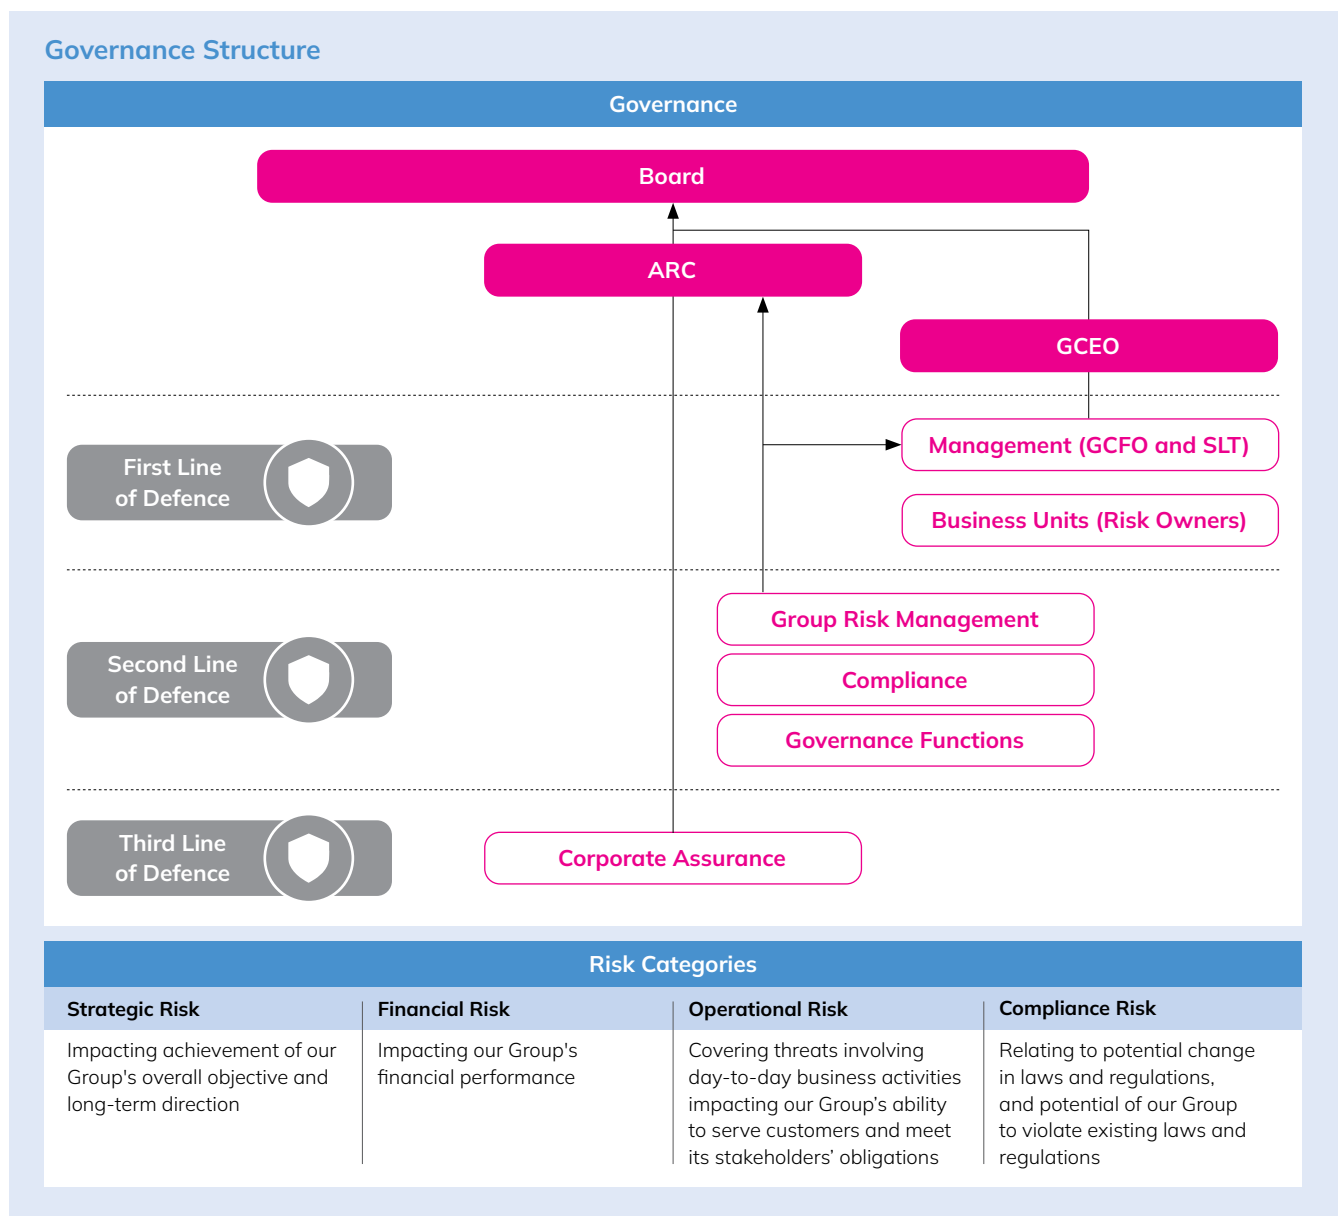 Governance Structure
Governance
Board
ARC
GCEO
First Line
of Defence
Management (GCFO and SLT)
Business Units (Risk Owners)
Second Line
of Defence
Group Risk Management
Compliance
Governance Functions
Third Line
of Defence
Corporate Assurance
Risk Categories
Strategic Risk
Impacting achievement of our
Group's overall objective and
long-term direction
Financial Risk
Impacting our Group's
financial performance
Operational Risk
Covering threats involving
day-to-day business activities
impacting our Group’s ability
to serve customers and meet
its stakeholders’ obligations
Compliance Risk
Relating to potential change
in laws and regulations,
and potential of our Group
to violate existing laws and
regulations